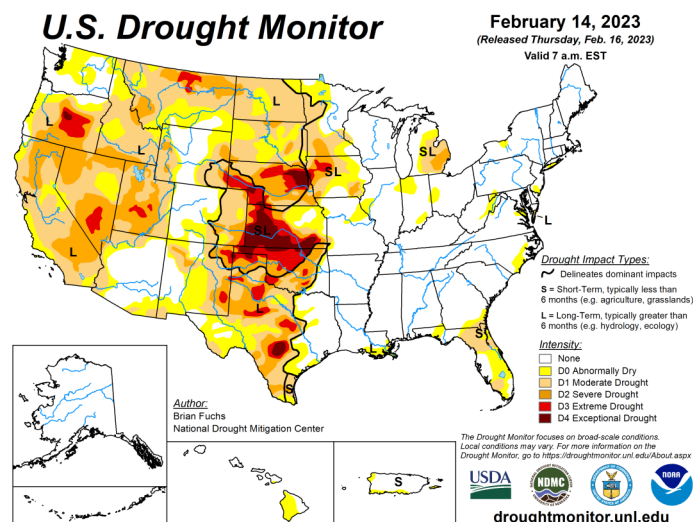 U.S. Drought Monitor
February 14, 2023
(Released Thursday, Feb. 16, 2023)
Valid 7 a.m. EST
L
L
L
L
SL
SL
SL
L
L
S
L
S
L
Drought Impact Types:
Delineates dominant impacts
S = Short-Term, typically less than
6 months (e.g. agriculture, grasslands)
L = Long-Term, typically greater than
6 months (e.g. hydrology, ecology)
Intensity:
None
D0 Abnormally Dry
D1 Moderate Drought
D2 Severe Drought
D3 Extreme Drought
D4 Exceptional Drought
Author:
Brian Fuchs
National Drought Mitigation Center
S
The Drought Monitor focuses on broad-scale conditions.
Local conditions may vary. For more information on the
Drought Monitor, go to https://droughtmonitor.unl.edu/About.aspx
USDA
NDMC
NOAA
droughtmonitor.unl.edu